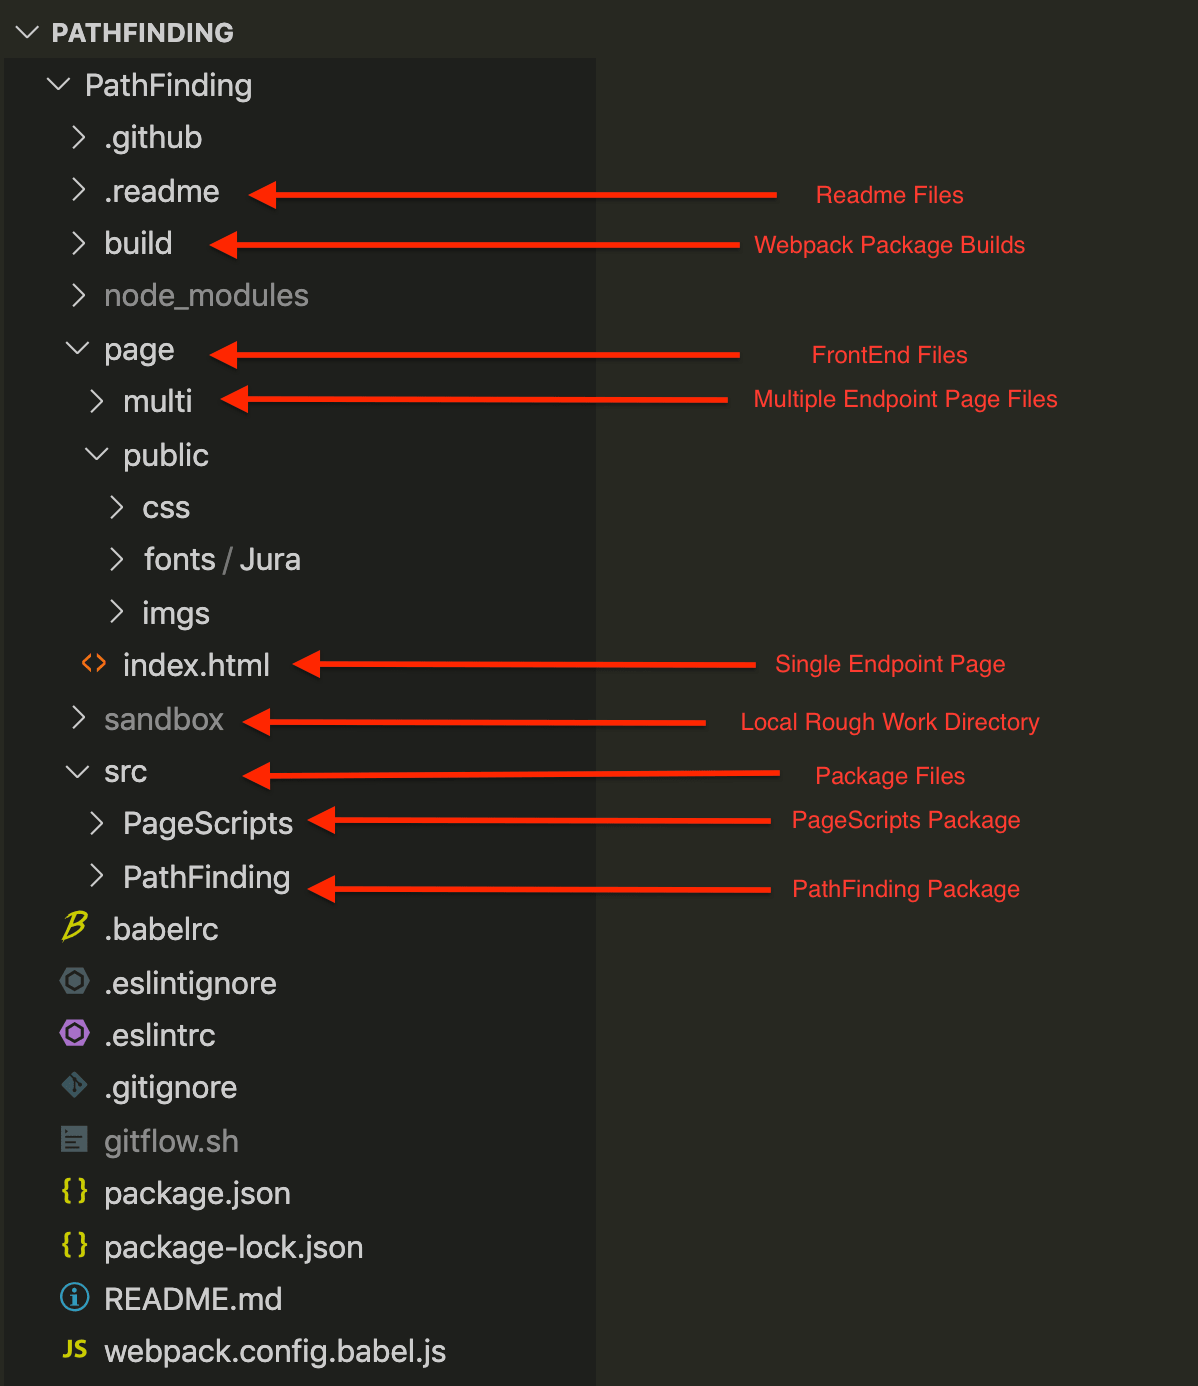 PATHFINDING
PathFinding
.github
.readme Readme Files
build Webpack Package Builds
node_modules
page FrontEnd Files
multi Multiple Endpoint Page Files
public
css
fonts / Jura
imgs
<> index.html Single Endpoint Page
sandbox Local Rough Work Directory
src Package Files
PageScripts PageScripts Package
PathFinding PathFinding Package
B .babelrc
.eslintignore
.eslintrc
.gitignore
gitflow.sh
{} package.json
{} package-lock.json
i README.md
JS webpack.config.babel.js